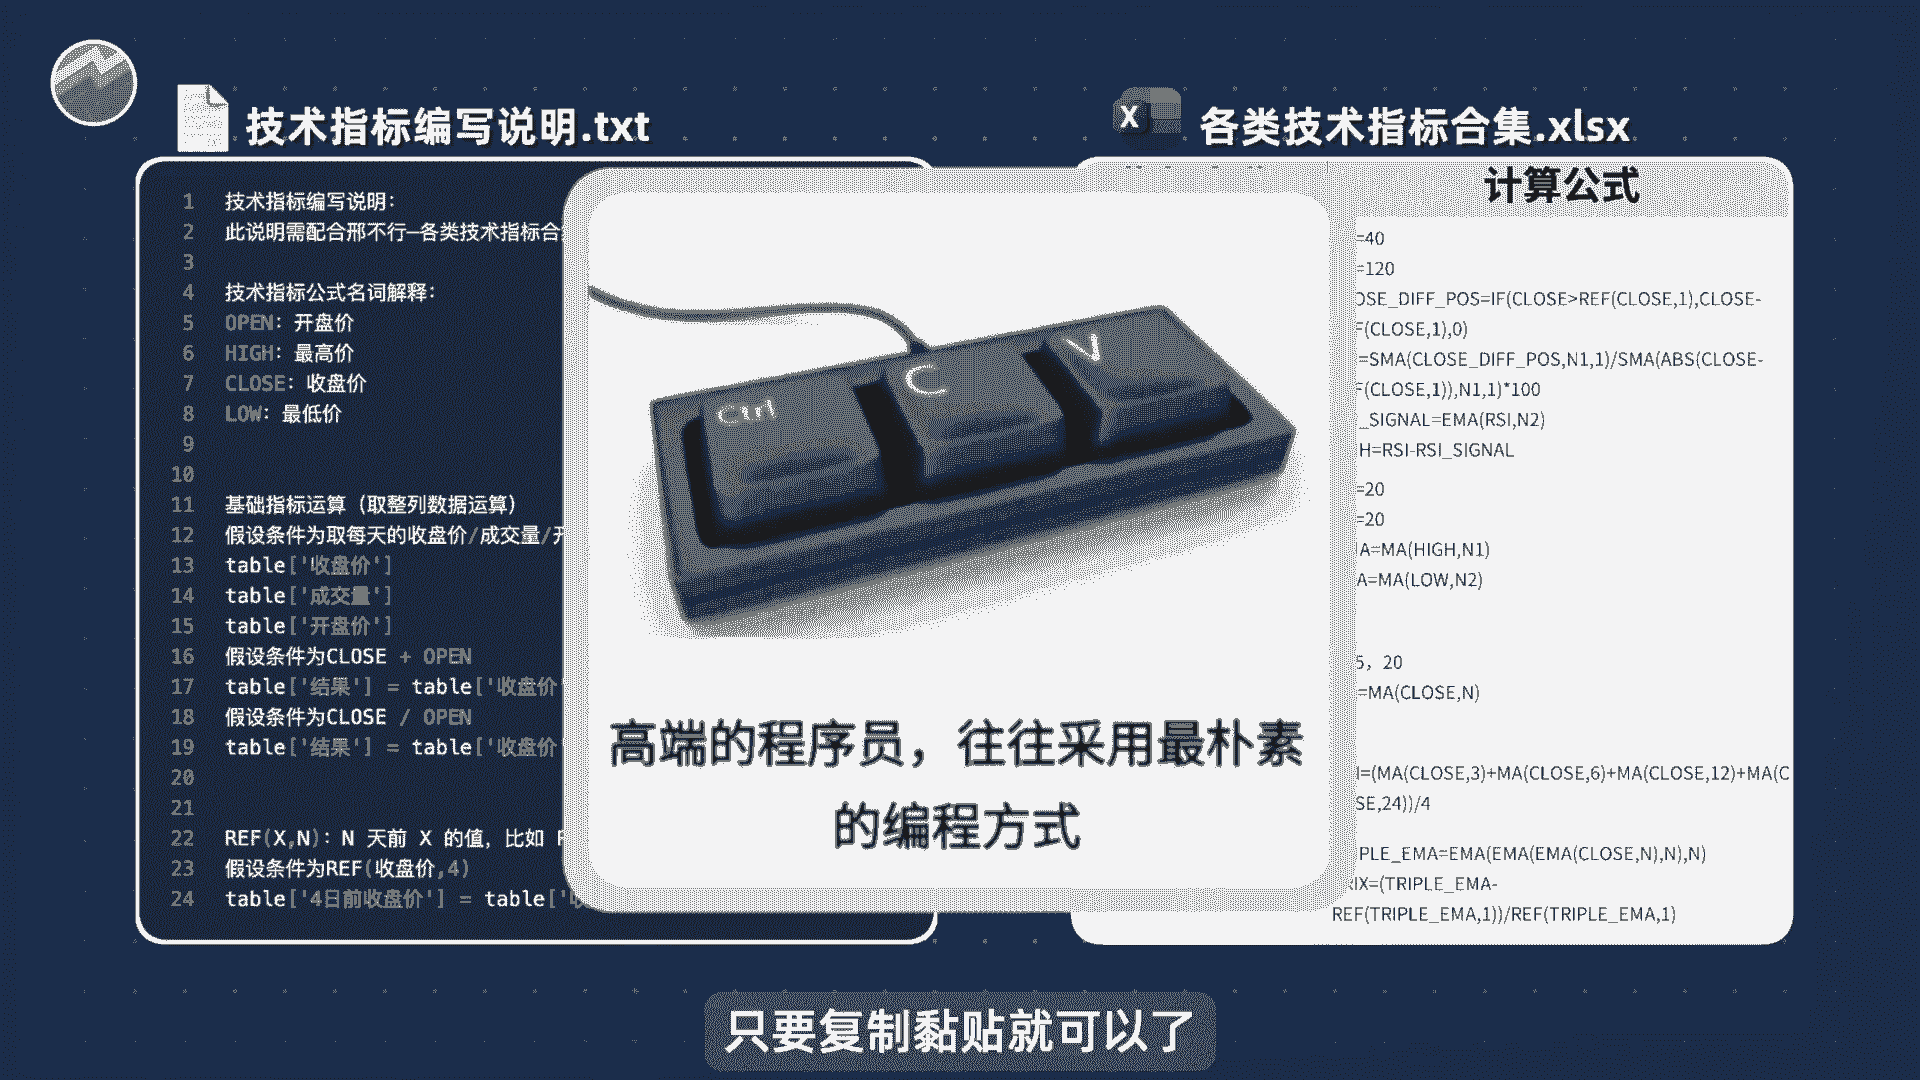 技术指标编写说明.txt
1 技术指标编写说明：
2 此说明需配合邢不行—各类技术指标合
3
4 技术指标公式名词解释：
5 OPEN：开盘价
6 HIGH：最高价
7 CLOSE：收盘价
8 LOW：最低价
9
10
11 基础指标运算（取整列数据运算）
12 假设条件为取每天的收盘价/成交量/开
13 table['收盘价']
14 table['成交量']
15 table['开盘价']
16 假设条件为CLOSE + OPEN
17 table['结果'] = table['收盘价'
18 假设条件为CLOSE / OPEN
19 table['结果'] = table['收盘价'
20
21
22 REF(X,N)：N 天前 X 的值，比如
23 假设条件为REF(收盘价,4)
24 table['4日前收盘价'] = table['收
X 各类技术指标合集.xlsx
计算公式
=40
=120
OSE_DIFF_POS=IF(CLOSE>REF(CLOSE,1),CLOSE-
F(CLOSE,1),0)
=SMA(CLOSE_DIFF_POS,N1,1)/SMA(ABS(CLOSE-
F(CLOSE,1)),N1,1)*100
_SIGNAL=EMA(RSI,N2)
H=RSI-RSI_SIGNAL
=20
=20
A=MA(HIGH,N1)
A=MA(LOW,N2)
5，20
=MA(CLOSE,N)
I=(MA(CLOSE,3)+MA(CLOSE,6)+MA(CLOSE,12)+MA(C
SE,24))/4
PLE_EMA=EMA(EMA(EMA(CLOSE,N),N),N)
RIX=(TRIPLE_EMA-
REF(TRIPLE_EMA,1))/REF(TRIPLE_EMA,1)
Ctrl C V
高端的程序员，往往采用最朴素
的编程方式
只要复制黏贴就可以了